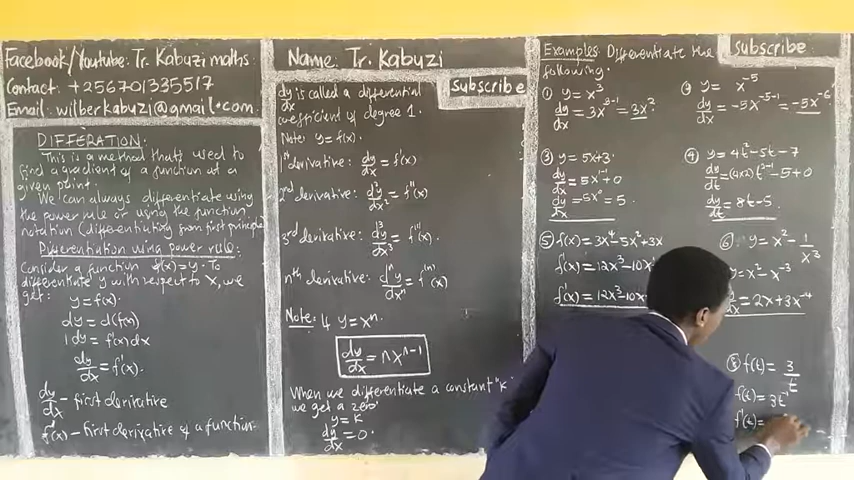 Facebook/Youtube: Tr. Kabuzi maths
Contact: +256701335517
Email: wilberkabuzi@gmail.com
DIFFERATION.
This is a method that's used to
find a gradient of a function at a
given point.
We can always differentiate using
the power rule or using the function
notation (Differentiating from first principle)
Differentiation using power rule:
Consider a function f(x)=y. To
differentiate y with respect to x, we
get:
y=f(x).
dy=d(f(x)
1dy=f'(x)dx
dy/dx=f'(x).
dy/dx - first derivative
f'(x) - first derivative of a function.
Name: Tr. Kabuzi
Subscribe
dy/dx is called a differential
coefficient of degree 1.
Note: y=f(x).
derivative: dy/dx = f'(x)
2nd derivative: d²y/dx² = f''(x)
3rd derivative: d³y/dx³ = f'''(x).
nth derivative: dⁿy/dxⁿ = f⁽ⁿ⁾(x)
Note: 4 y=xⁿ.
dy/dx = nxⁿ⁻¹
When we differentiate a constant "k"
we get a zero.
y=k
dy/dx=0.
Subscribe
Examples: Differentiate the
following.
① y=x³
dy/dx=3x³⁻¹=3x²
y= x⁻⁵
dy/dx=-5x⁻⁵⁻¹=-5x⁻⁶
③ y=5x+3
dy/dx=5x¹⁻¹+0
dy/dx=5x⁰=5.
④ y=4t²-5t-7
dy/dt=(4x2)t²⁻¹-5+0
dy/dt=8t-5.
⑤ f(x)=3x⁴-5x²+3x
f'(x)=12x³-10x
f'(x)=12x³-10x
⑥ y=x²-1/x³
y=x²-x⁻³
=2x+3x⁻⁴
⑧ f(t)=3/t
f(t)=3t⁻¹
f'(t)=